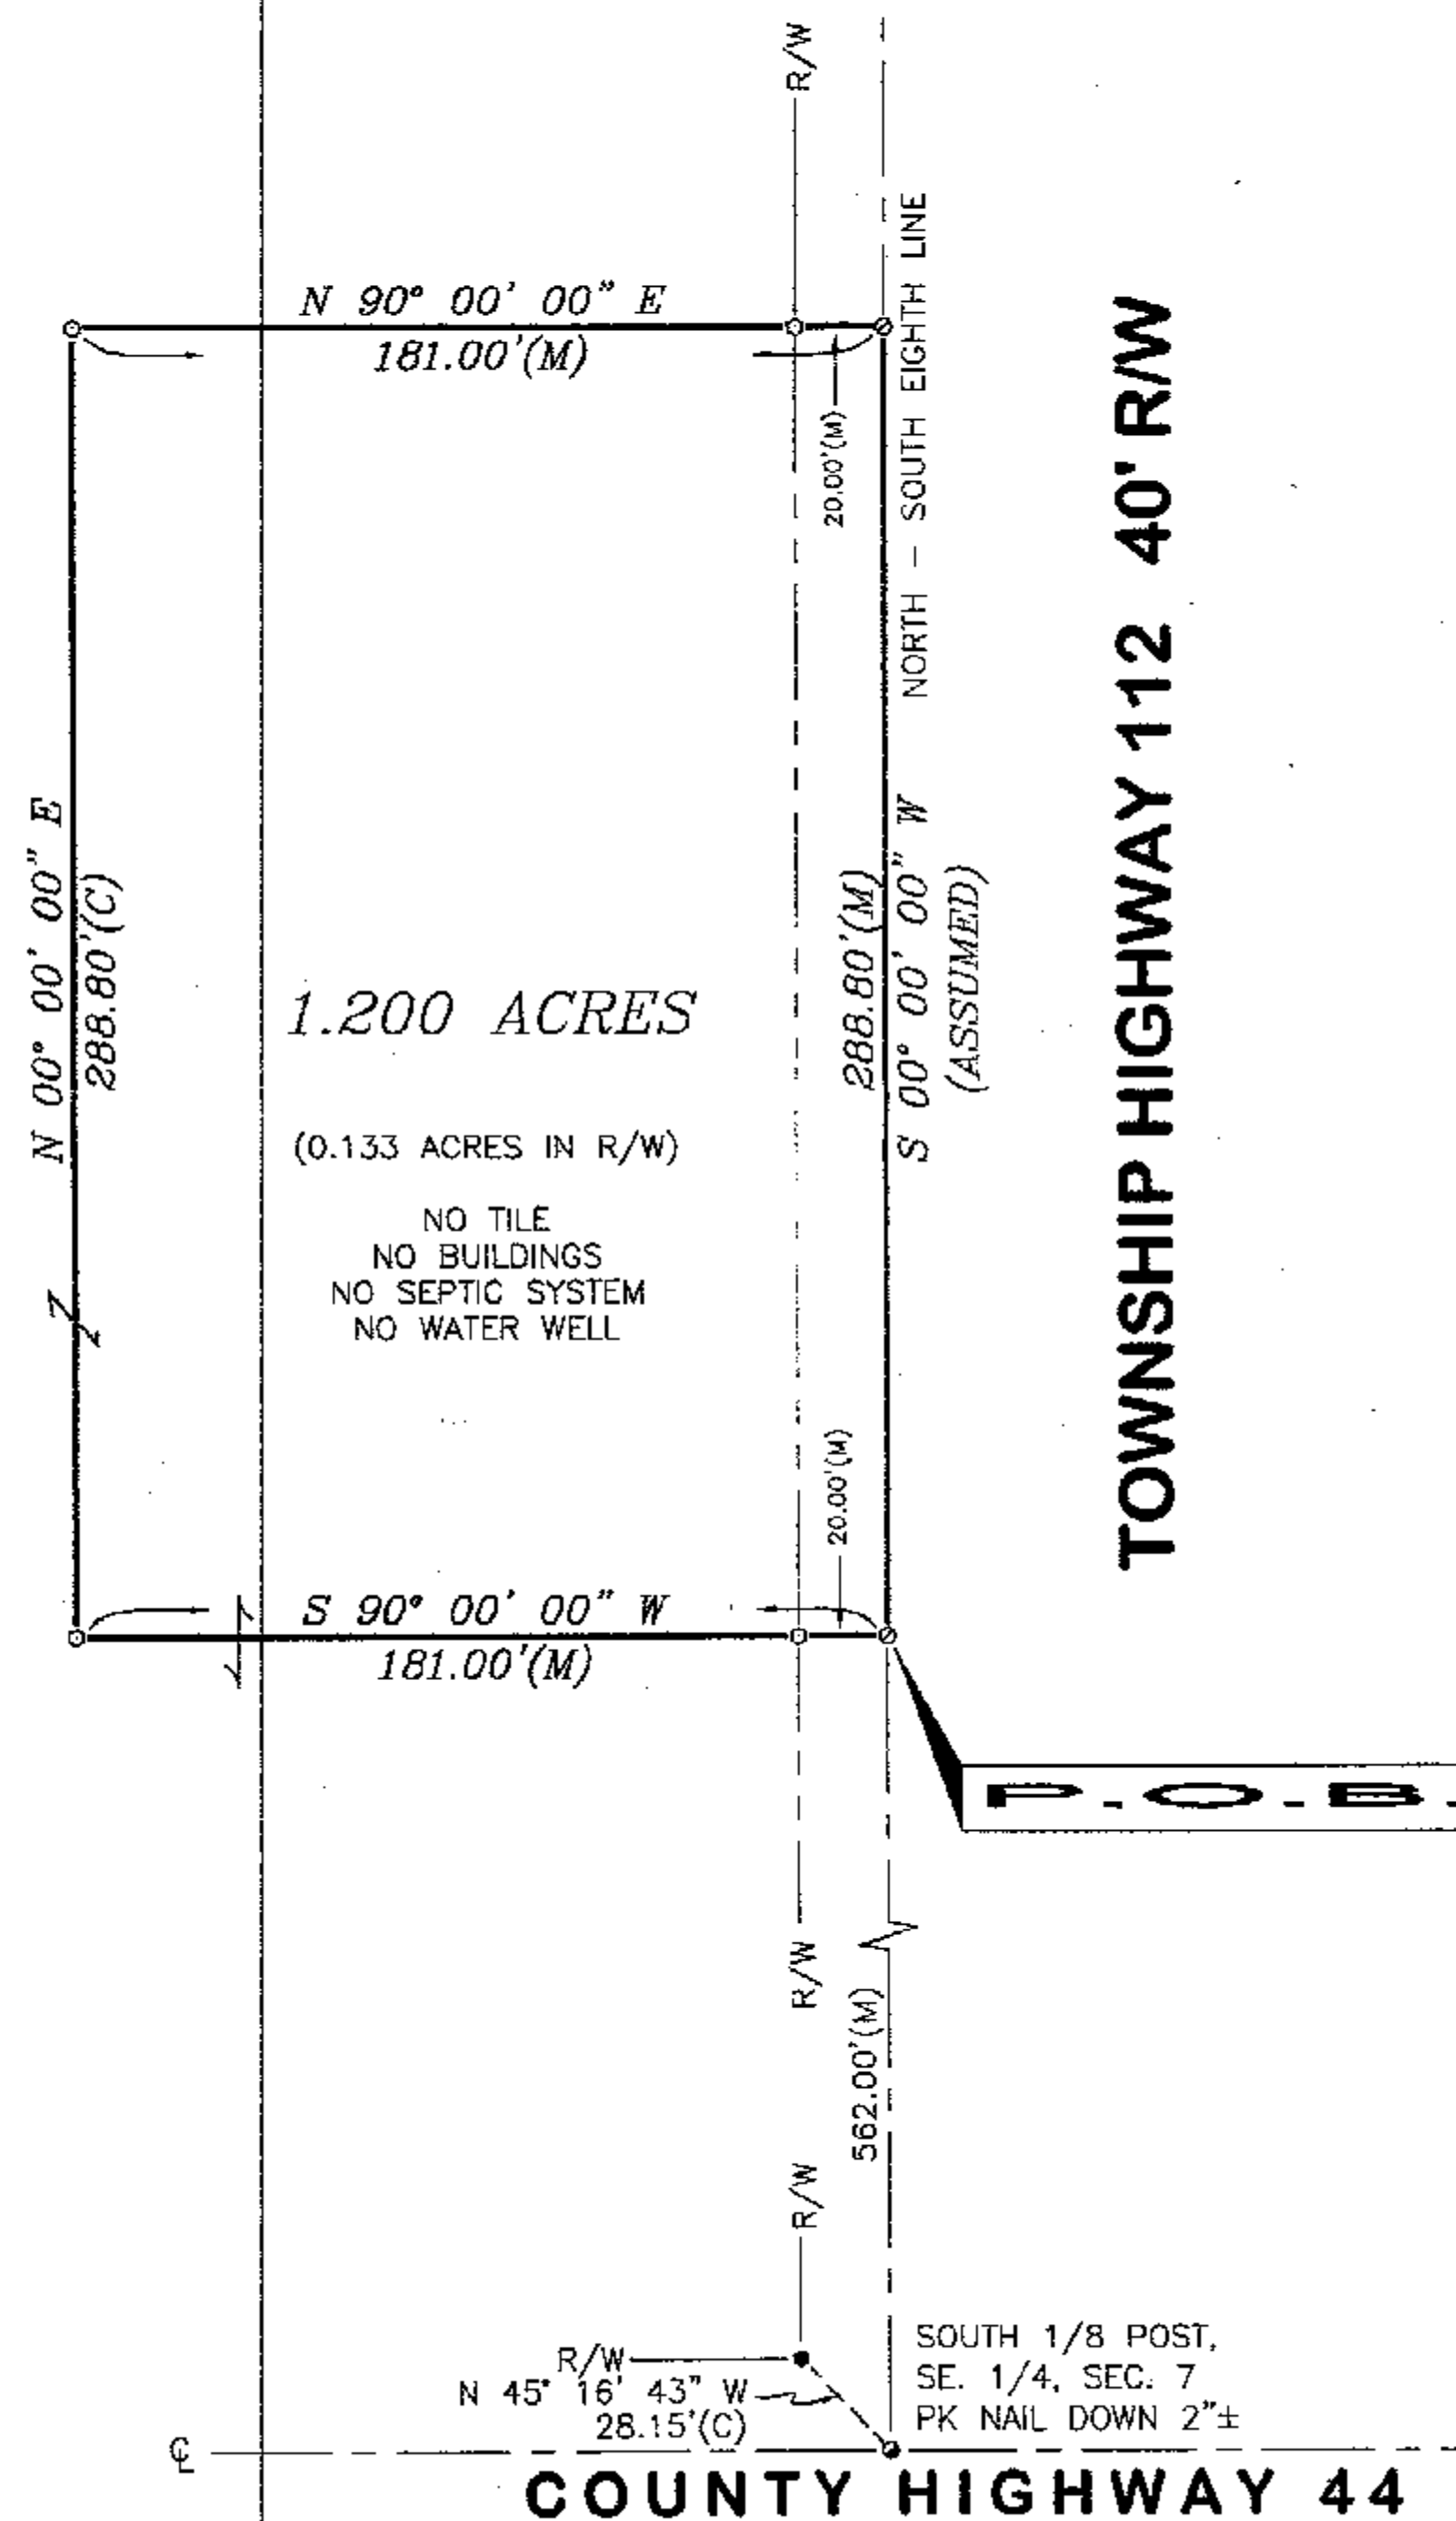 R/W
N 90° 00' 00" E
181.00'(M)
20.00'(M)
NORTH - SOUTH EIGHTH LINE
TOWNSHIP HIGHWAY 112 40' R/W
N 00° 00' 00" E
288.80'(C)
1.200 ACRES
(0.133 ACRES IN R/W)
NO TILE
NO BUILDINGS
NO SEPTIC SYSTEM
NO WATER WELL
288.80'(M)
S 00° 00' 00" W
(ASSUMED)
20.00'(M)
S 90° 00' 00" W
181.00'(M)
P.O.B.
R/W
562.00'(M)
R/W
R/W
N 45° 16' 43" W
28.15'(C)
SOUTH 1/8 POST,
SE. 1/4, SEC. 7
PK NAIL DOWN 2"±
℄
COUNTY HIGHWAY 44